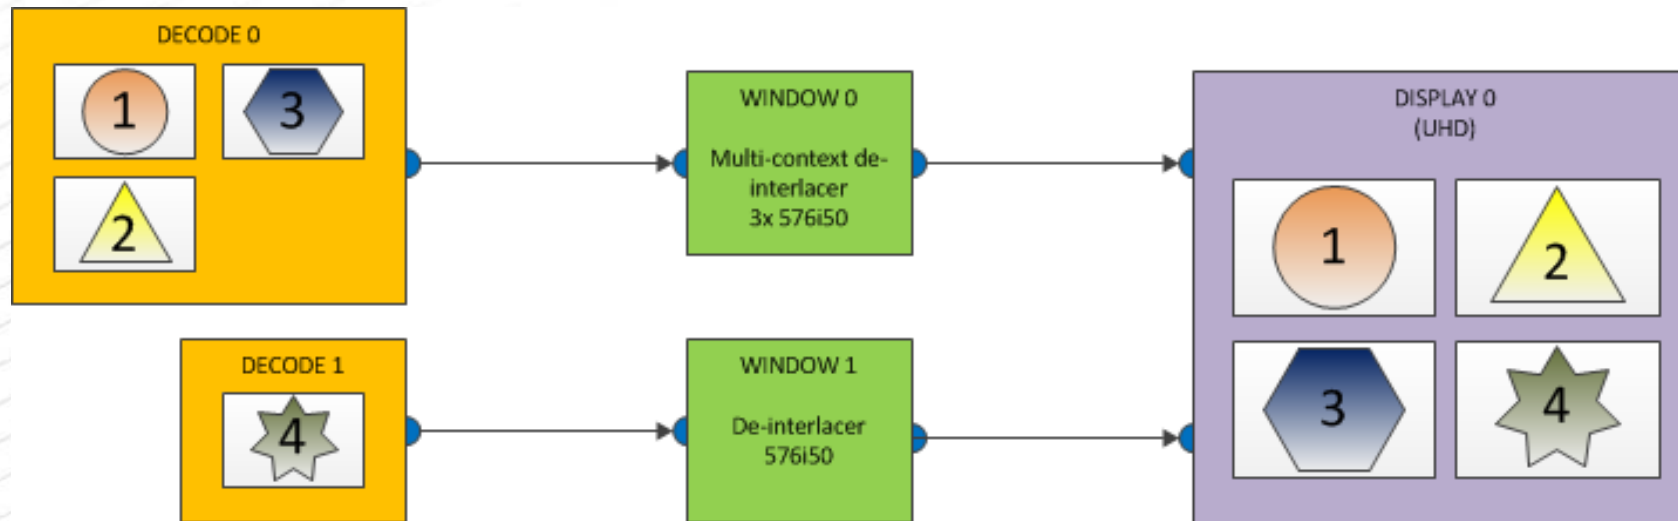 DECODE 0
1
3
2
DECODE 1
4
WINDOW 0
Multi-context de-
interlacer
3x 576i50
WINDOW 1
De-interlacer
576i50
DISPLAY 0
(UHD)
1
2
3
4